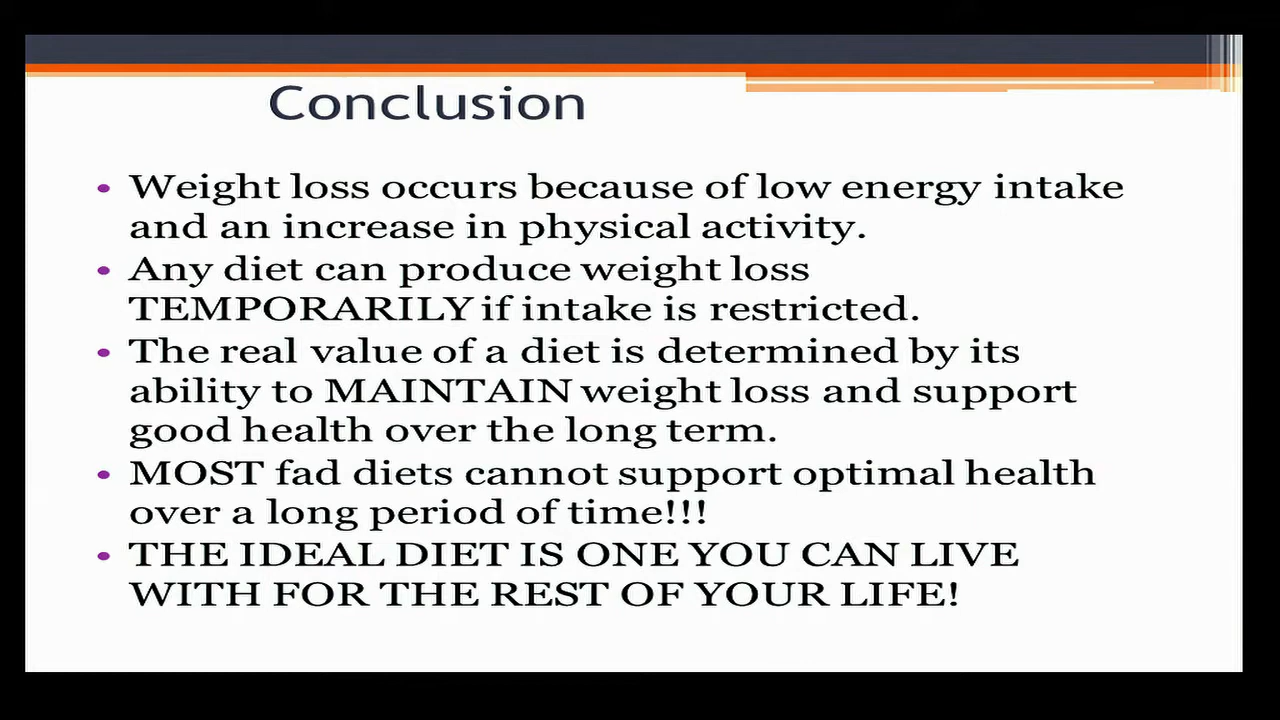 Conclusion
• Weight loss occurs because of low energy intake
and an increase in physical activity.
• Any diet can produce weight loss
TEMPORARILY if intake is restricted.
• The real value of a diet is determined by its
ability to MAINTAIN weight loss and support
good health over the long term.
• MOST fad diets cannot support optimal health
over a long period of time!!!
• THE IDEAL DIET IS ONE YOU CAN LIVE
WITH FOR THE REST OF YOUR LIFE!